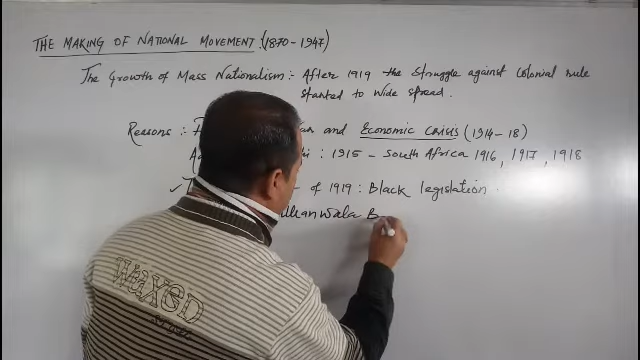 THE MAKING OF NATIONAL MOVEMENT : (1870-1947)
The Growth of Mass Nationalism :- After 1919 the struggle against colonial rule
started to wide spread.
Reasons : and Economic Crisis (1914-18)
: 1915 - South Africa 1916, 1917, 1918
✓ of 1919 : Black legislation
B